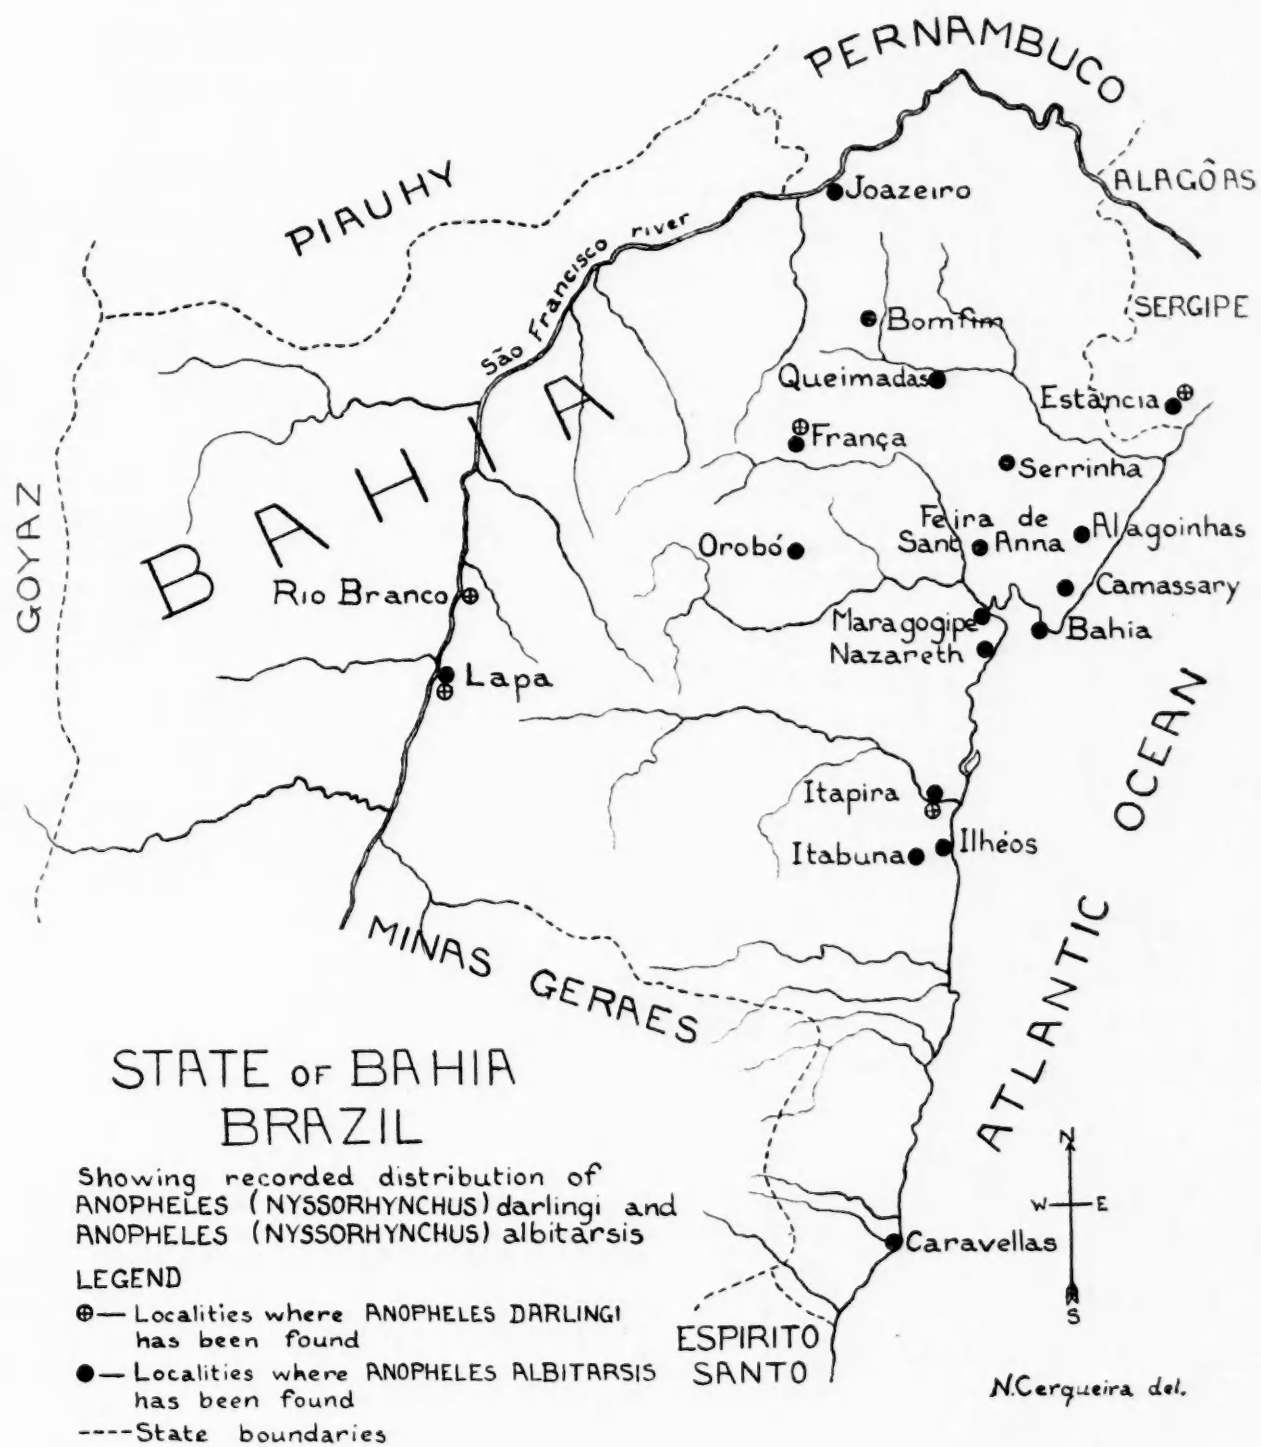 PERNAMBUCO
ALAGÔAS
PIAUHY
Joazeiro
São Francisco river
SERGIPE
Bomfim
Queimadas
Estância
França
BAHIA
Serrinha
GOYAZ
Feira de
Sant Anna
Alagoinhas
Orobó
Rio Branco
Camassary
Maragogipe
Bahia
Nazareth
Lapa
ATLANTIC OCEAN
Itapira
Ilhéos
Itabuna
MINAS GERAES
STATE OF BAHIA
BRAZIL
Showing recorded distribution of
ANOPHELES (NYSSORHYNCHUS) darlingi and
ANOPHELES (NYSSORHYNCHUS) albitarsis
N
W E
S
Caravellas
LEGEND
⊕— Localities where ANOPHELES DARLINGI
has been found
●— Localities where ANOPHELES ALBITARSIS
has been found
----State boundaries
ESPIRITO
SANTO
N.Cerqueira del.